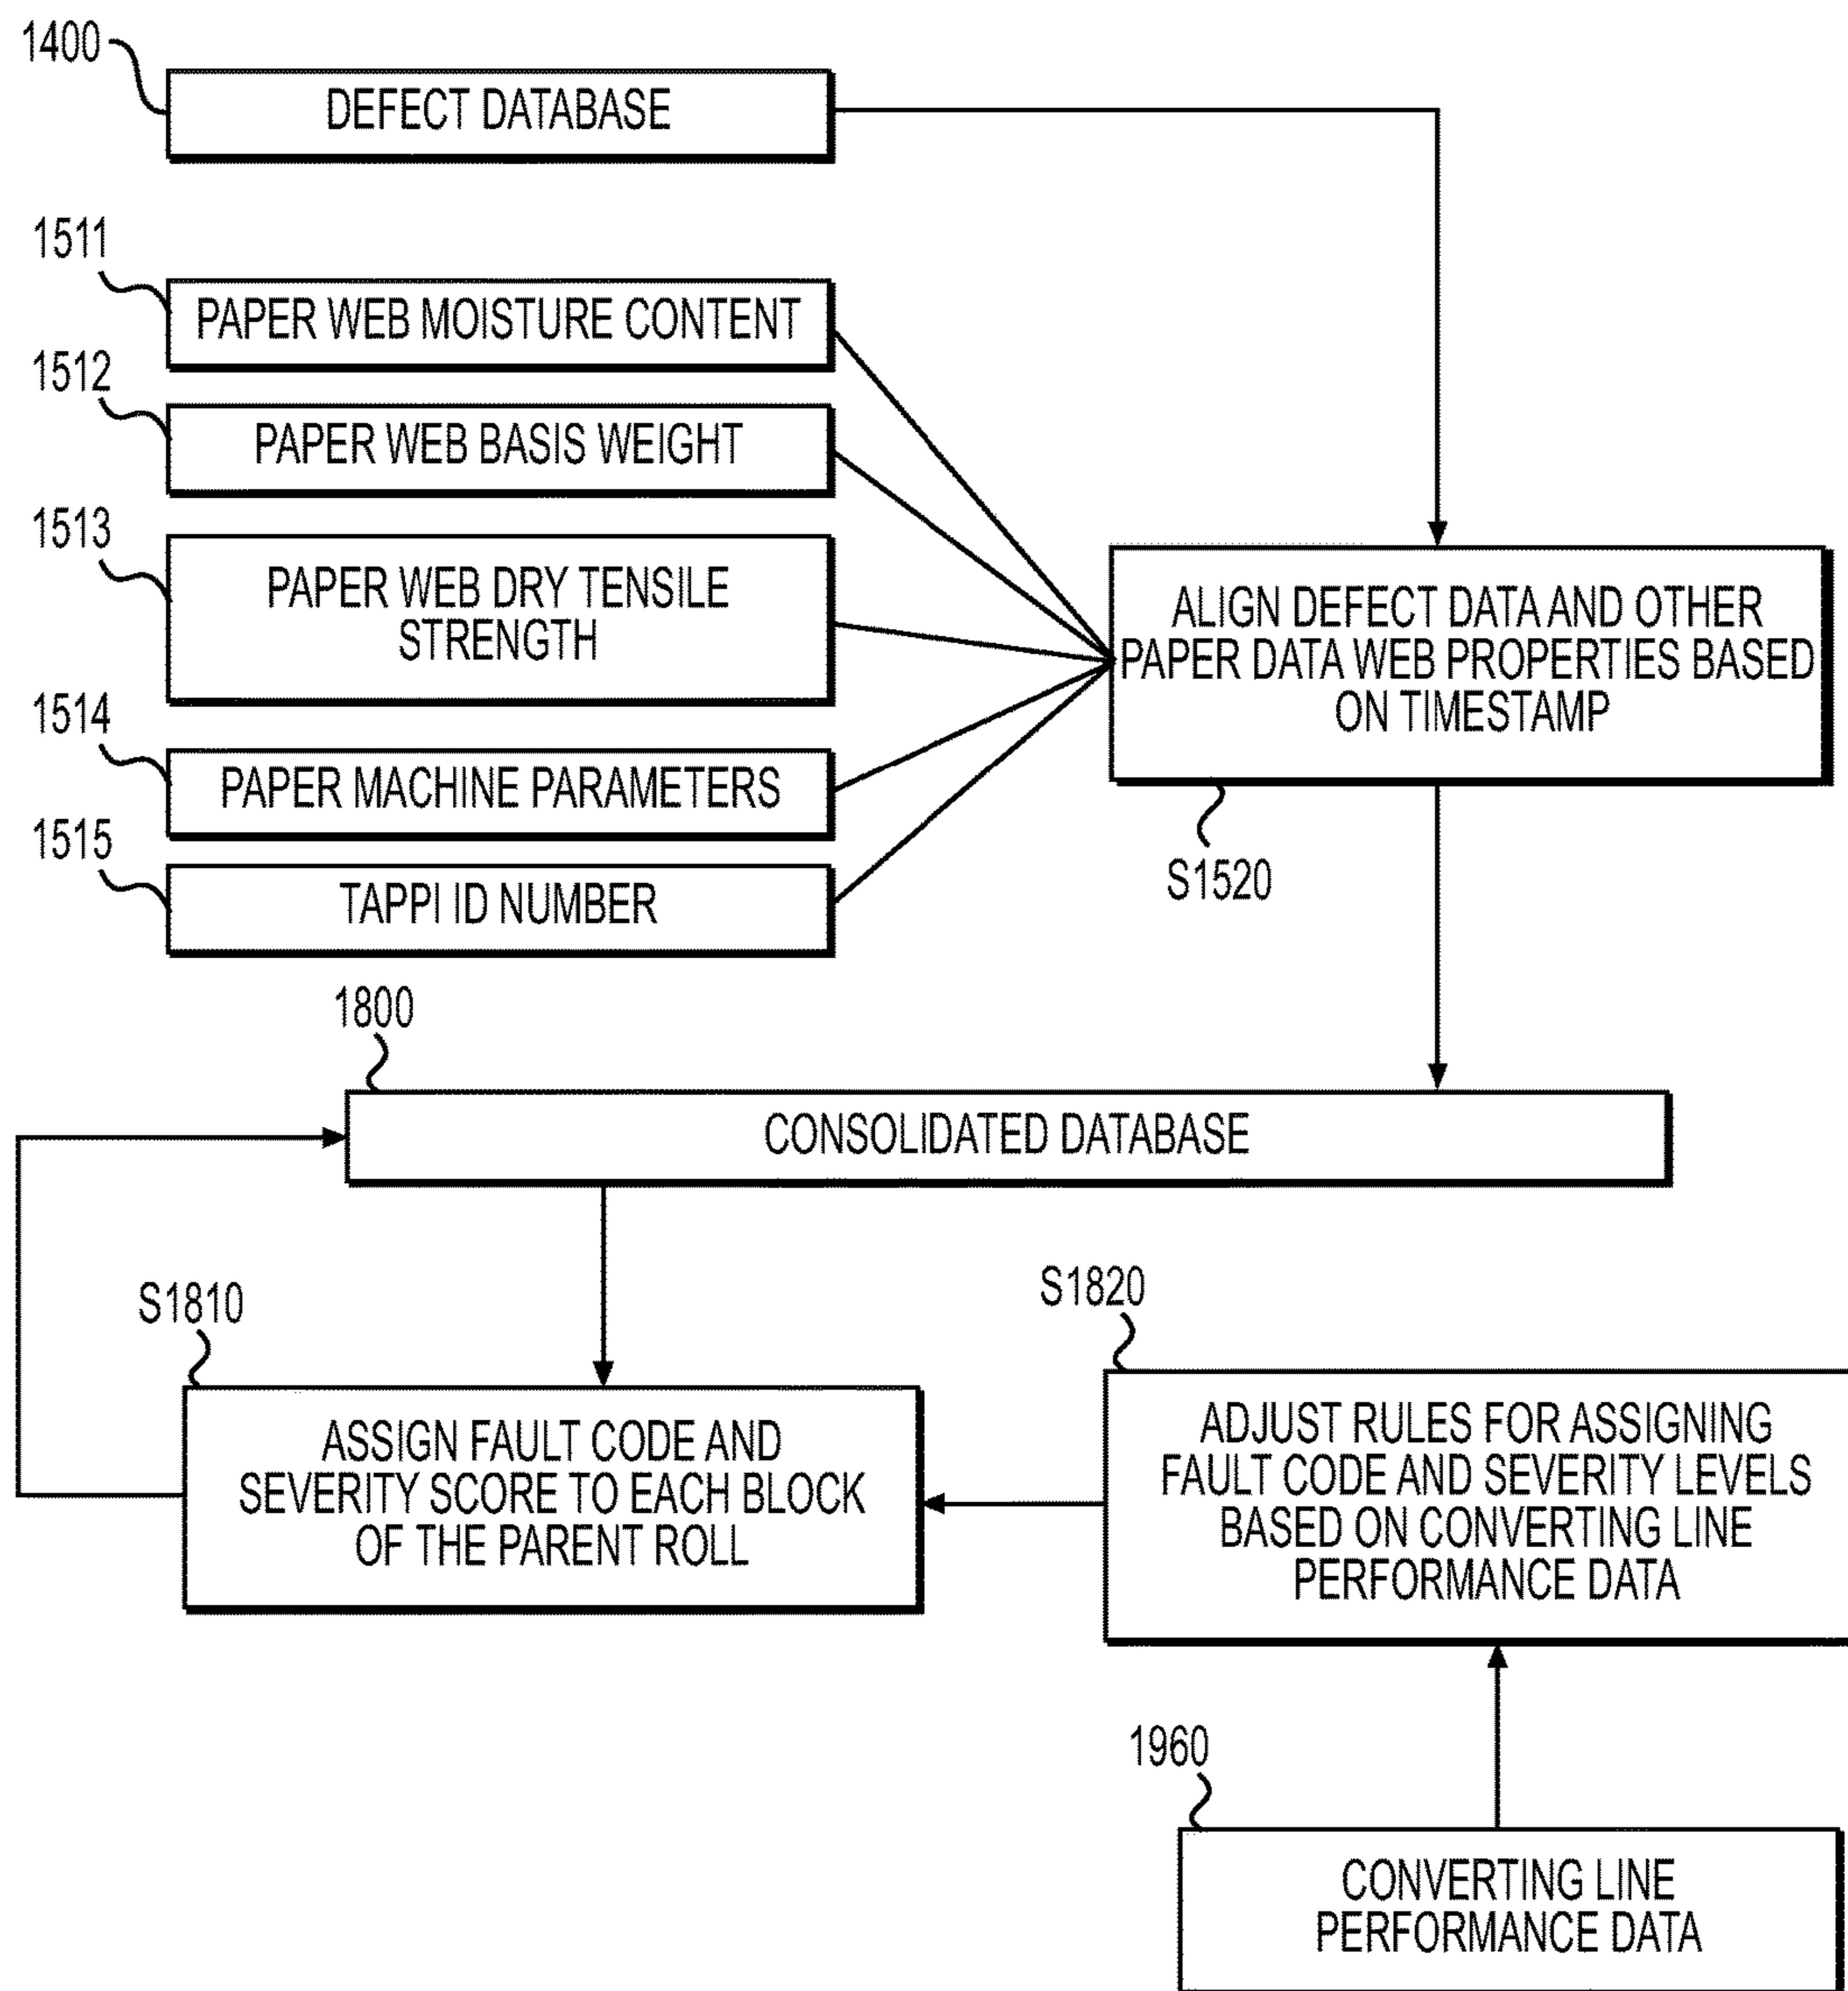 1400
DEFECT DATABASE
1511
PAPER WEB MOISTURE CONTENT
1512
PAPER WEB BASIS WEIGHT
1513
PAPER WEB DRY TENSILE
STRENGTH
1514
PAPER MACHINE PARAMETERS
1515
TAPPI ID NUMBER
ALIGN DEFECT DATA AND OTHER
PAPER DATA WEB PROPERTIES BASED
ON TIMESTAMP
S1520
1800
CONSOLIDATED DATABASE
S1810
ASSIGN FAULT CODE AND
SEVERITY SCORE TO EACH BLOCK
OF THE PARENT ROLL
S1820
ADJUST RULES FOR ASSIGNING
FAULT CODE AND SEVERITY LEVELS
BASED ON CONVERTING LINE
PERFORMANCE DATA
1960
CONVERTING LINE
PERFORMANCE DATA